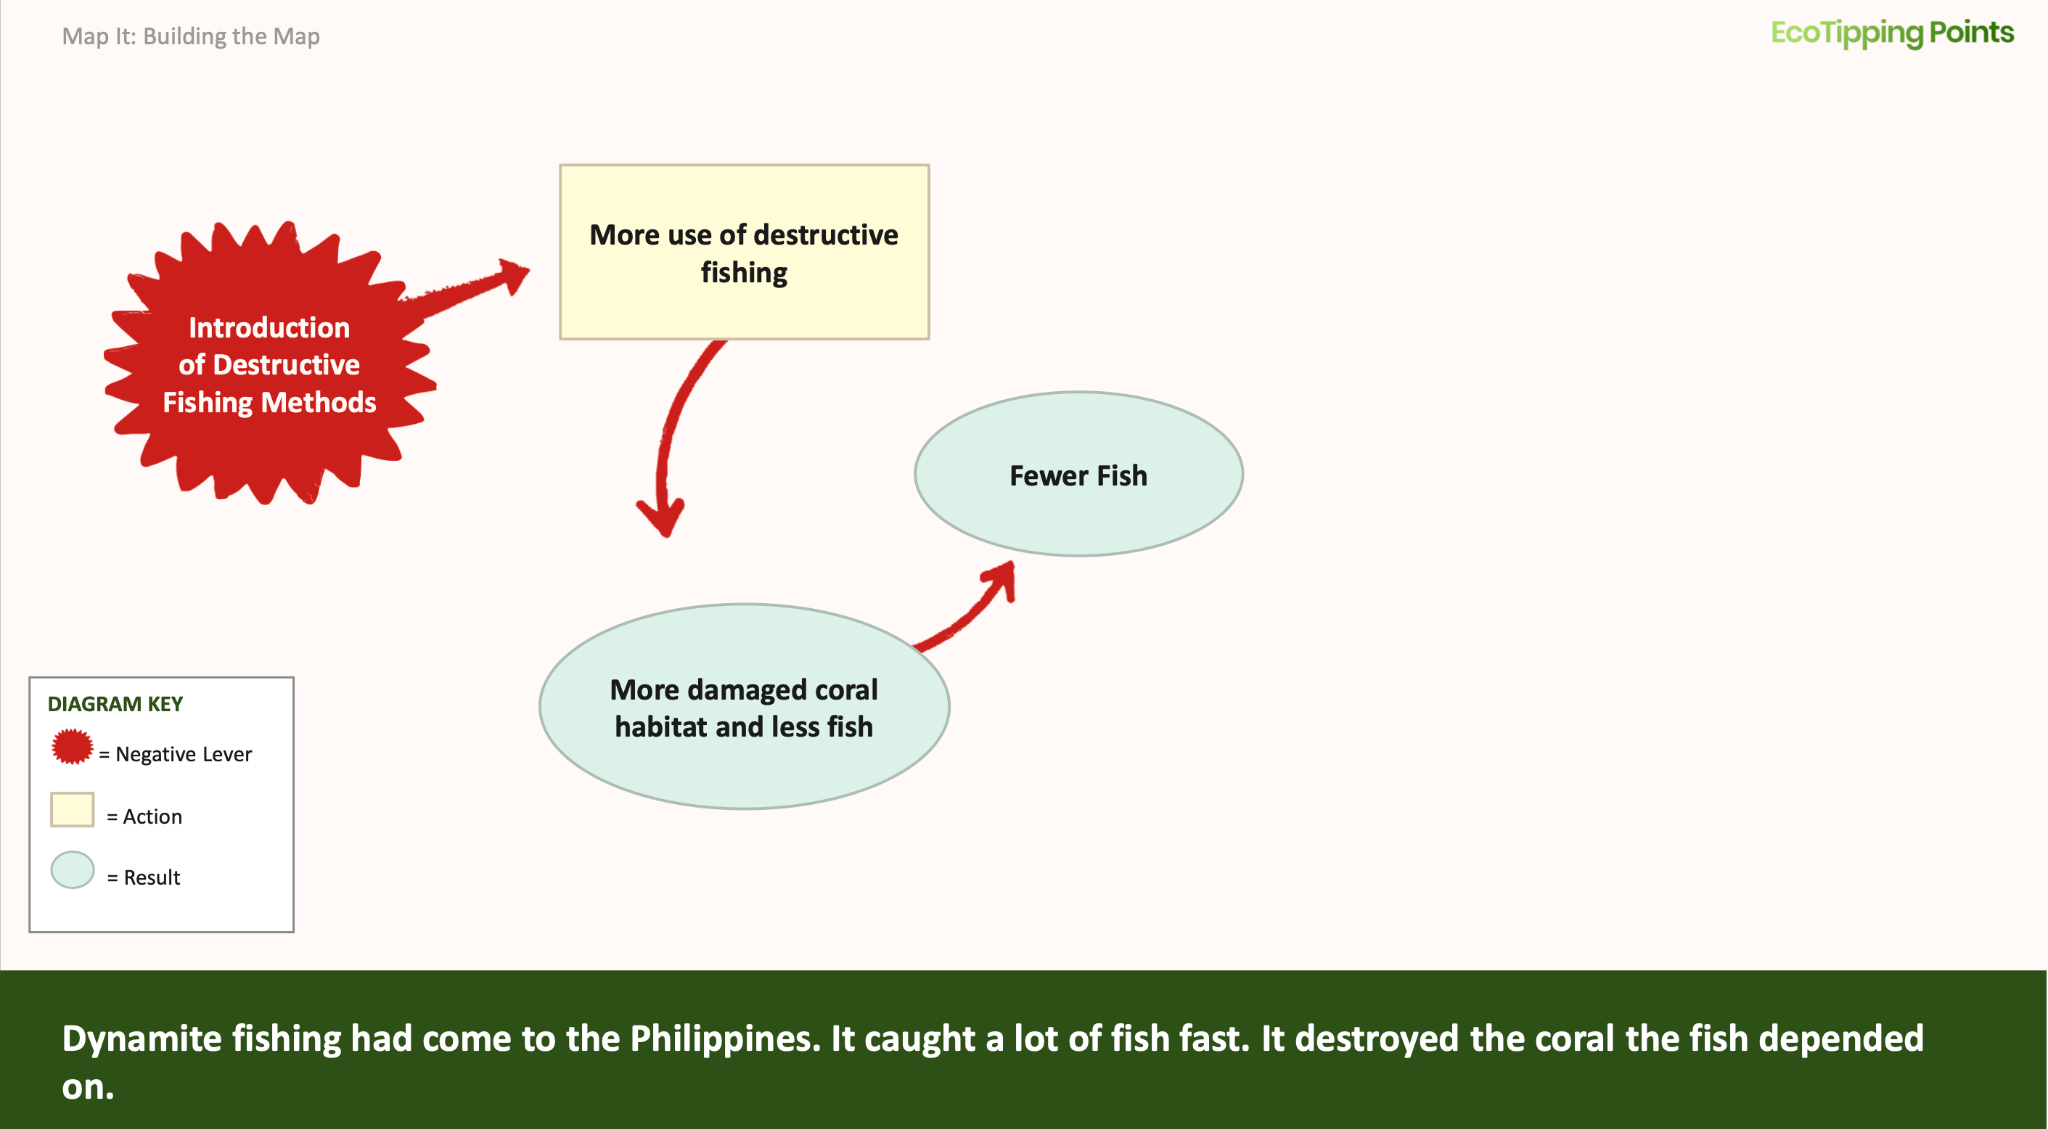 Map It: Building the Map
EcoTipping Points
More use of destructive
fishing
Introduction
of Destructive
Fishing Methods
Fewer Fish
More damaged coral
habitat and less fish
DIAGRAM KEY
= Negative Lever
= Action
= Result
Dynamite fishing had come to the Philippines. It caught a lot of fish fast. It destroyed the coral the fish depended
on.